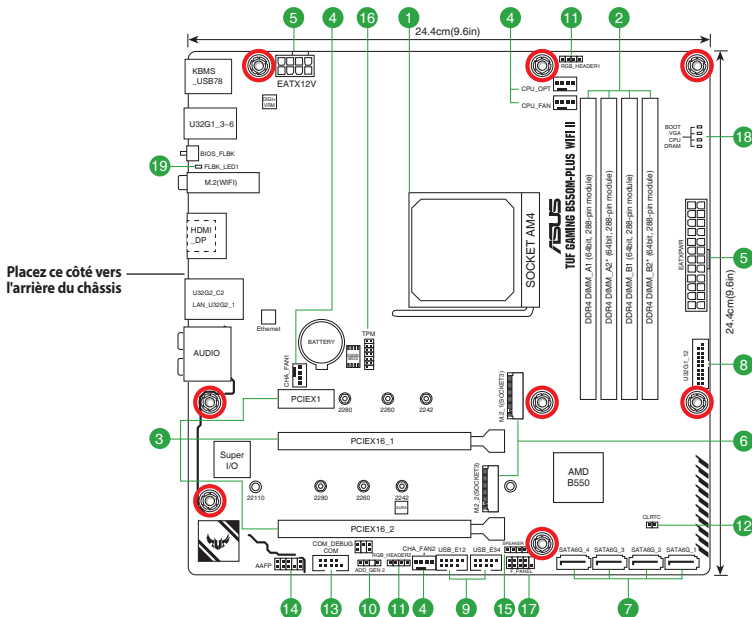 5
4
16
1
4
11
2
24.4cm(9.6in)
KBMS
_USB78
EATX12V
DIGI+
VRM
RGB_HEADER1
CPU_OPT
CPU_FAN
U32G1_3~6
BIOS_FLBK
19
FLBK_LED1
M.2(WIFI)
BOOT
VGA
CPU
DRAM
18
HDMI
_DP
SOCKET AM4
ASUS
TUF GAMING B550M-PLUS WIFI II
DDR4 DIMM_A1 (64bit, 288-pin module)
DDR4 DIMM_A2* (64bit, 288-pin module)
DDR4 DIMM_B1 (64bit, 288-pin module)
DDR4 DIMM_B2* (64bit, 288-pin module)
EATXPWR
5
24.4cm(9.6in)
Placez ce côté vers
l'arrière du châssis
U32G2_C2
LAN_U32G2_1
Ethernet
BATTERY
TPM
AUDIO
CHA_FAN1
U32G1_12
8
PCIEX1
2280
2260
2242
M.2_1(SOCKET3)
3
PCIEX16_1
6
Super
I/O
AMD
B550
22110
2280
2260
2242
AURA
M.2_2(SOCKET3)
CLRTC
12
PCIEX16_2
COM_DEBUG
COM
RGB_HEADER2
CHA_FAN2
USB_E12
USB_E34
SPEAKER
SATA6G_4
SATA6G_3
SATA6G_2
SATA6G_1
AAFP
ADD_GEN 2
F_PANEL
14
13
10
11
4
9
15
17
7